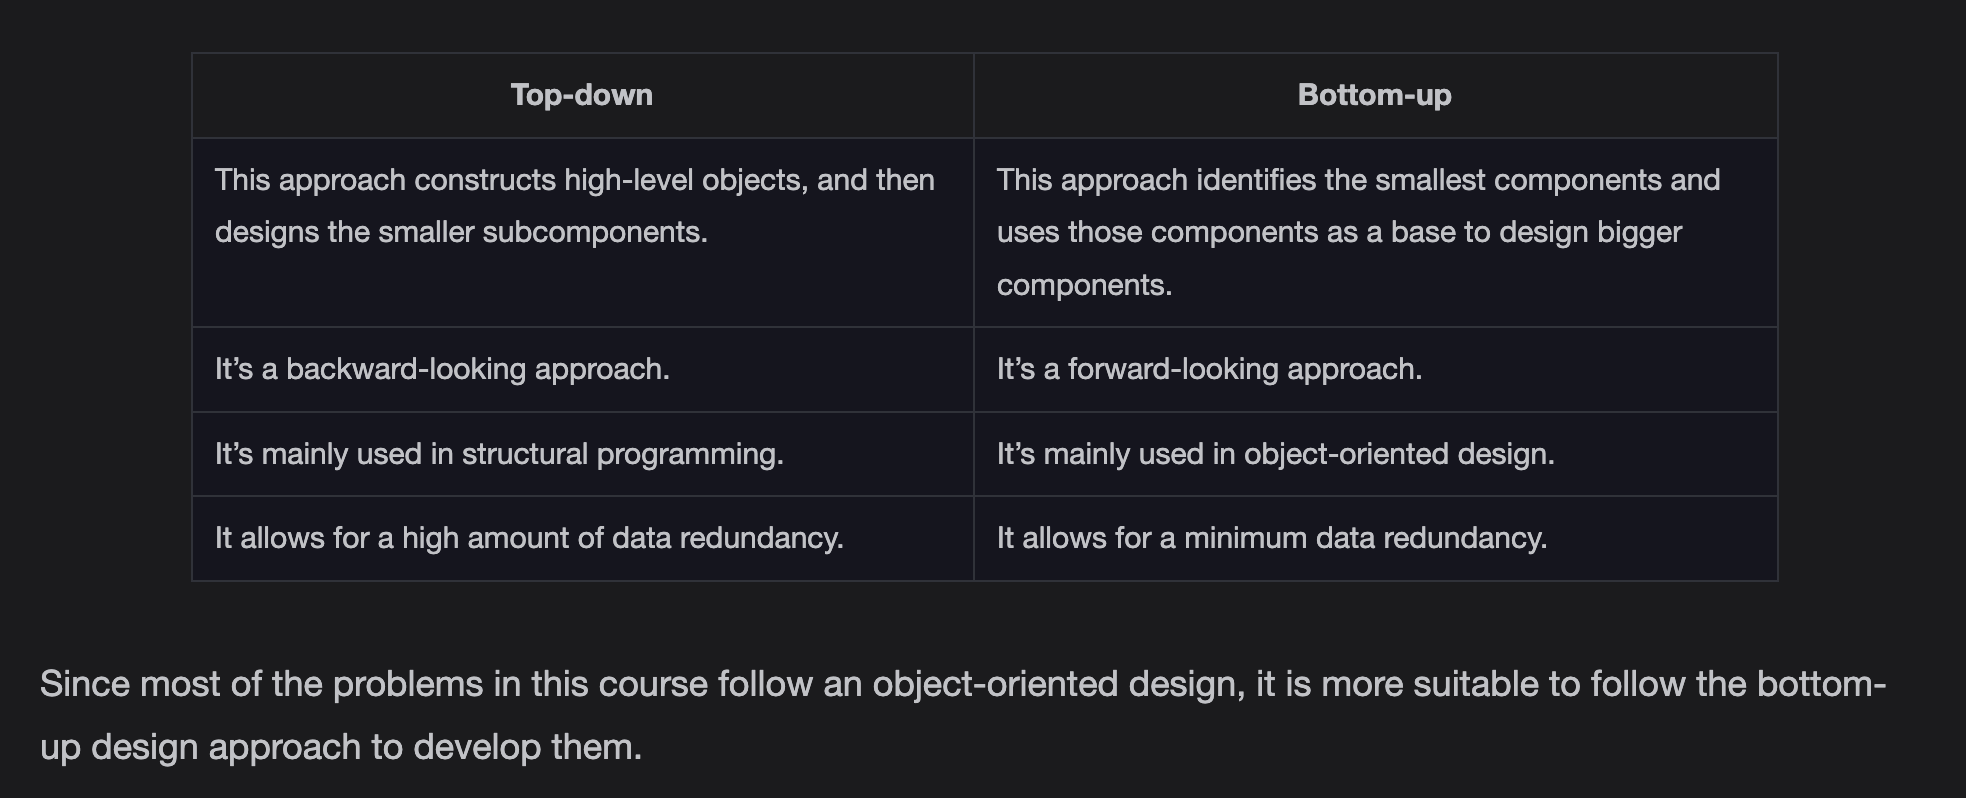 Top-down
Bottom-up
This approach constructs high-level objects, and then
designs the smaller subcomponents.
This approach identifies the smallest components and
uses those components as a base to design bigger
components.
It’s a backward-looking approach.
It’s a forward-looking approach.
It’s mainly used in structural programming.
It’s mainly used in object-oriented design.
It allows for a high amount of data redundancy.
It allows for a minimum data redundancy.
Since most of the problems in this course follow an object-oriented design, it is more suitable to follow the bottom-
up design approach to develop them.